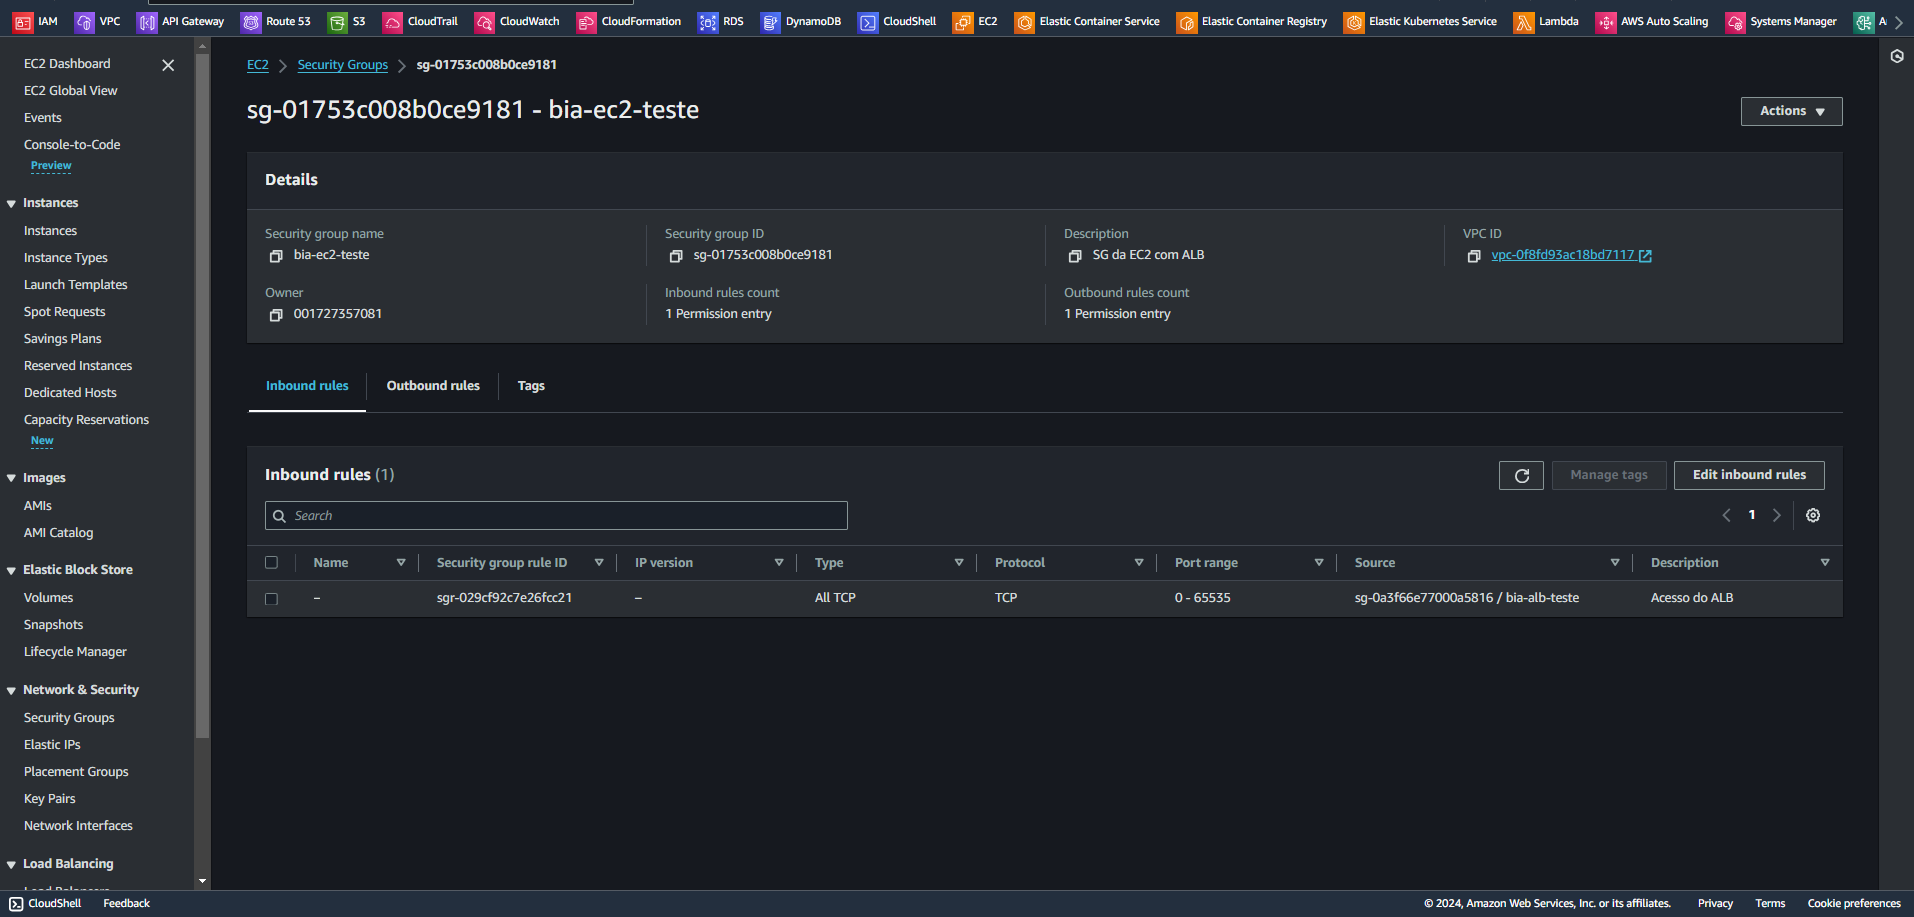 IAM VPC API Gateway Route 53 S3 CloudTrail CloudWatch CloudFormation RDS DynamoDB CloudShell EC2 Elastic Container Service Elastic Container Registry Elastic Kubernetes Service Lambda AWS Auto Scaling Systems Manager
EC2 Dashboard
EC2 Global View
Events
Console-to-Code
Preview
Instances
Instances
Instance Types
Launch Templates
Spot Requests
Savings Plans
Reserved Instances
Dedicated Hosts
Capacity Reservations
New
Images
AMIs
AMI Catalog
Elastic Block Store
Volumes
Snapshots
Lifecycle Manager
Network & Security
Security Groups
Elastic IPs
Placement Groups
Key Pairs
Network Interfaces
Load Balancing
EC2 Security Groups sg-01753c008b0ce9181
sg-01753c008b0ce9181 - bia-ec2-teste
Actions
Details
Security group name
bia-ec2-teste
Security group ID
sg-01753c008b0ce9181
Description
SG da EC2 com ALB
VPC ID
vpc-0f8fd93ac18bd7117
Owner
001727357081
Inbound rules count
1 Permission entry
Outbound rules count
1 Permission entry
Inbound rules Outbound rules Tags
Inbound rules (1)
Manage tags Edit inbound rules
Search
1
Name Security group rule ID IP version Type Protocol Port range Source Description
– sgr-029cf92c7e26fcc21 – All TCP TCP 0 - 65535 sg-0a3f66e77000a5816 / bia-alb-teste Acesso do ALB
CloudShell Feedback © 2024, Amazon Web Services, Inc. or its affiliates. Privacy Terms Cookie preferences